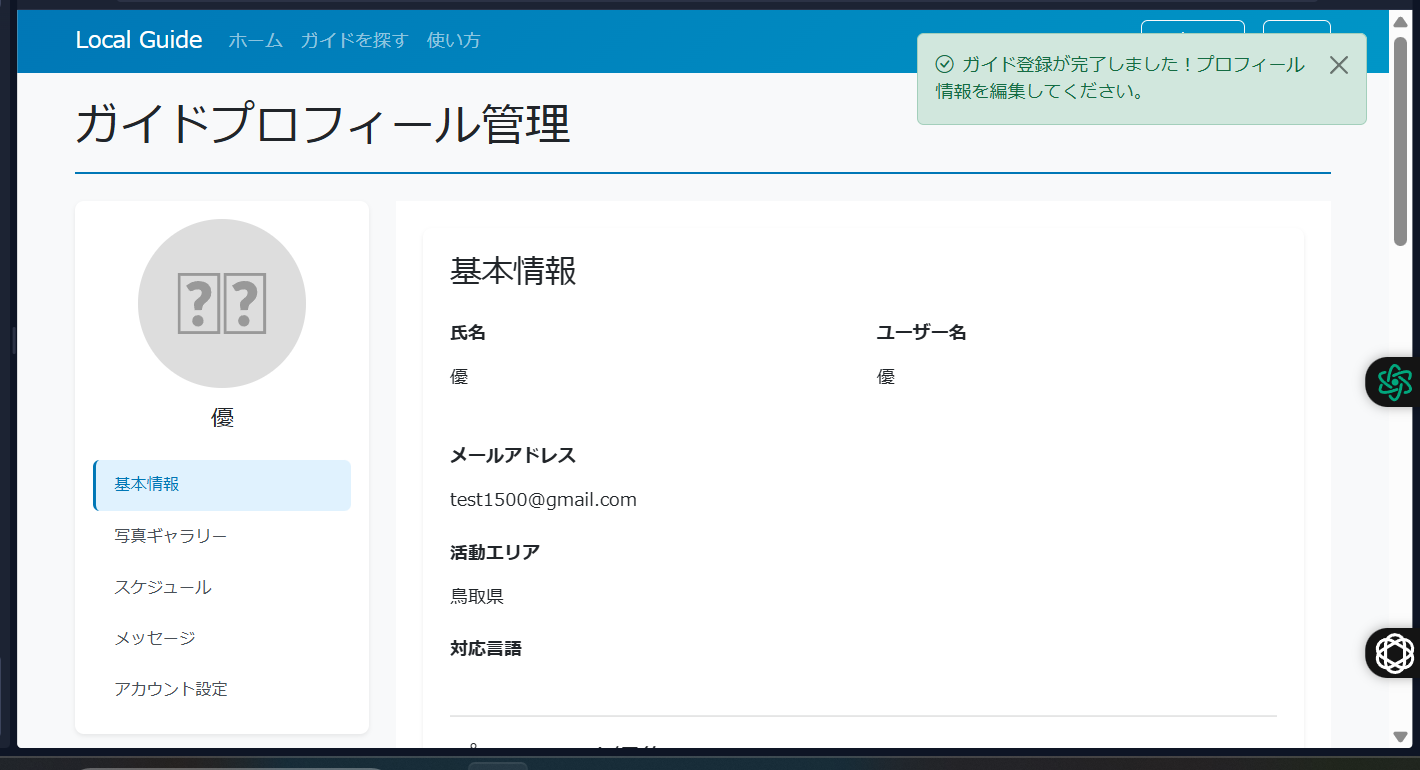 Local Guide ホーム ガイドを探す 使い方
ガイド登録が完了しました！プロフィール
情報を編集してください。
ガイドプロフィール管理
??
優
基本情報
写真ギャラリー
スケジュール
メッセージ
アカウント設定
基本情報
氏名
優
ユーザー名
優
メールアドレス
test1500@gmail.com
活動エリア
鳥取県
対応言語